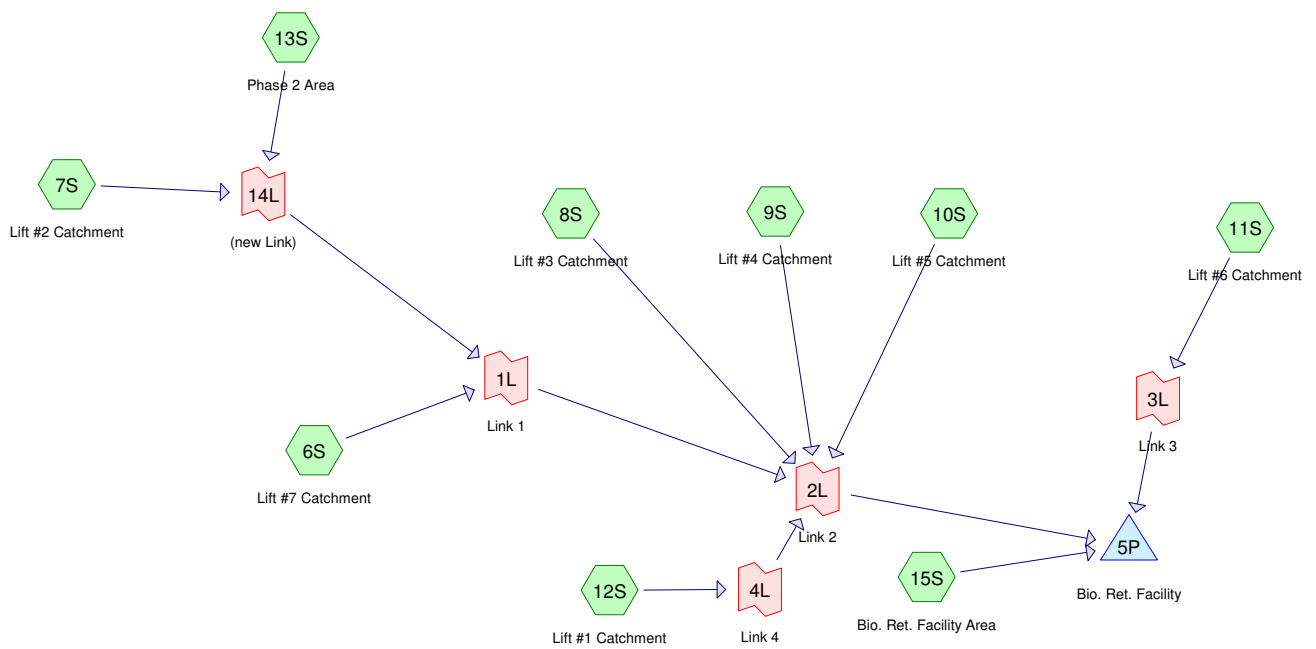 13S
Phase 2 Area
7S
Lift #2 Catchment
14L
(new Link)
8S
Lift #3 Catchment
9S
Lift #4 Catchment
10S
Lift #5 Catchment
11S
Lift #6 Catchment
1L
Link 1
6S
Lift #7 Catchment
3L
Link 3
2L
Link 2
12S
Lift #1 Catchment
4L
Link 4
15S
Bio. Ret. Facility Area
5P
Bio. Ret. Facility